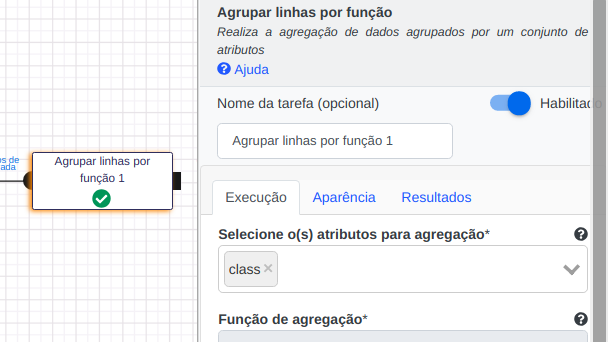 Agrupar linhas por função
Realiza a agregação de dados agrupados por um conjunto de
atributos
Ajuda
Nome da tarefa (opcional)
Habilitado
Agrupar linhas por função 1
os de
ada
Agrupar linhas por
função 1
Execução
Aparência
Resultados
Selecione o(s) atributos para agregação*
class
Função de agregação*